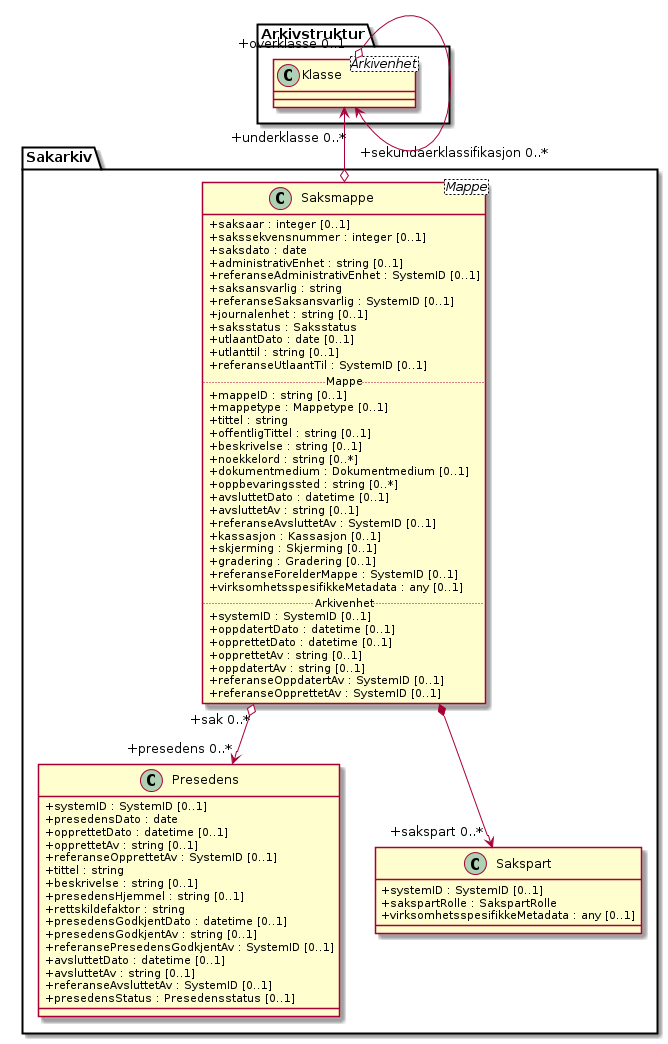 Arkivstruktur
+overklasse 0..1
Arkivenhet
C Klasse
+underklasse 0..*
+sekundaerklassifikasjon 0..*
Sakarkiv
Mappe
C Saksmappe
+saksaar : integer [0..1]
+sakssekvensnummer : integer [0..1]
+saksdato : date
+administrativEnhet : string [0..1]
+referanseAdministrativEnhet : SystemID [0..1]
+saksansvarlig : string
+referanseSaksansvarlig : SystemID [0..1]
+journalenhet : string [0..1]
+saksstatus : Saksstatus
+utlaantDato : date [0..1]
+utlanttil : string [0..1]
+referanseUtlaantTil : SystemID [0..1]
Mappe
+mappeID : string [0..1]
+mappetype : Mappetype [0..1]
+tittel : string
+offentligTittel : string [0..1]
+beskrivelse : string [0..1]
+noekkelord : string [0..*]
+dokumentmedium : Dokumentmedium [0..1]
+oppbevaringssted : string [0..*]
+avsluttetDato : datetime [0..1]
+avsluttetAv : string [0..1]
+referanseAvsluttetAv : SystemID [0..1]
+kassasjon : Kassasjon [0..1]
+skjerming : Skjerming [0..1]
+gradering : Gradering [0..1]
+referanseForelderMappe : SystemID [0..1]
+virksomhetsspesifikkeMetadata : any [0..1]
Arkivenhet
+systemID : SystemID [0..1]
+oppdatertDato : datetime [0..1]
+opprettetDato : datetime [0..1]
+opprettetAv : string [0..1]
+oppdatertAv : string [0..1]
+referanseOppdatertAv : SystemID [0..1]
+referanseOpprettetAv : SystemID [0..1]
+sak 0..*
+presedens 0..*
C Presedens
+systemID : SystemID [0..1]
+presedensDato : date
+opprettetDato : datetime [0..1]
+opprettetAv : string [0..1]
+referanseOpprettetAv : SystemID [0..1]
+tittel : string
+beskrivelse : string [0..1]
+presedensHjemmel : string [0..1]
+rettskildefaktor : string
+presedensGodkjentDato : datetime [0..1]
+presedensGodkjentAv : string [0..1]
+referansePresedensGodkjentAv : SystemID [0..1]
+avsluttetDato : datetime [0..1]
+avsluttetAv : string [0..1]
+referanseAvsluttetAv : SystemID [0..1]
+presedensStatus : Presedensstatus [0..1]
+sakspart 0..*
C Sakspart
+systemID : SystemID [0..1]
+sakspartRolle : SakspartRolle
+virksomhetsspesifikkeMetadata : any [0..1]